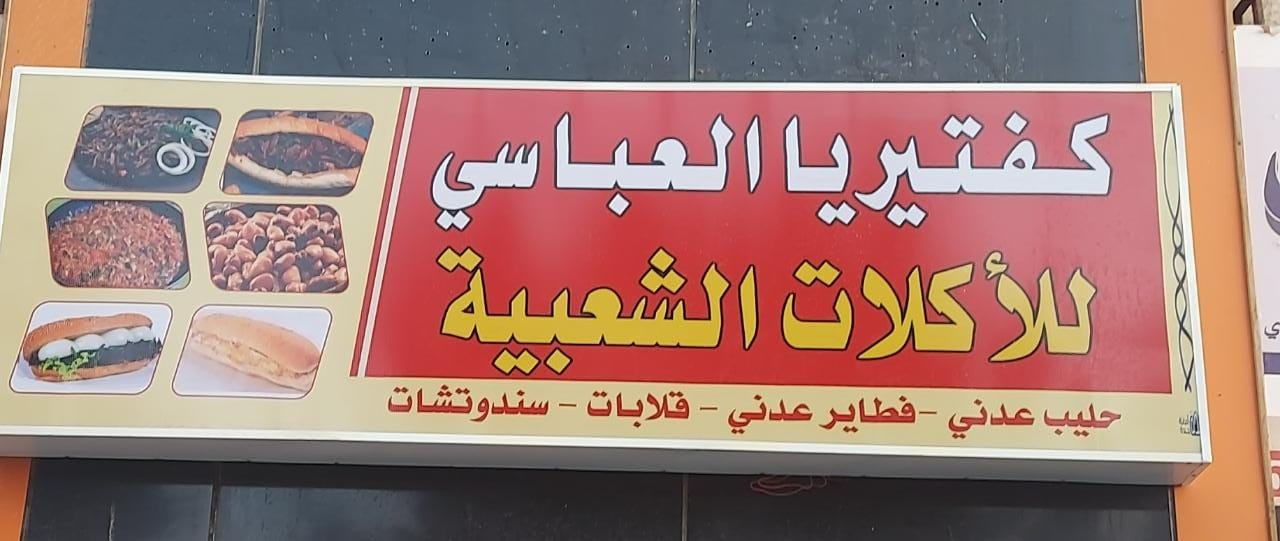 كفتيريا العباسي
للأكلات الشعبية
حليب عدني - فطاير عدني - قلابات - سندوتشات